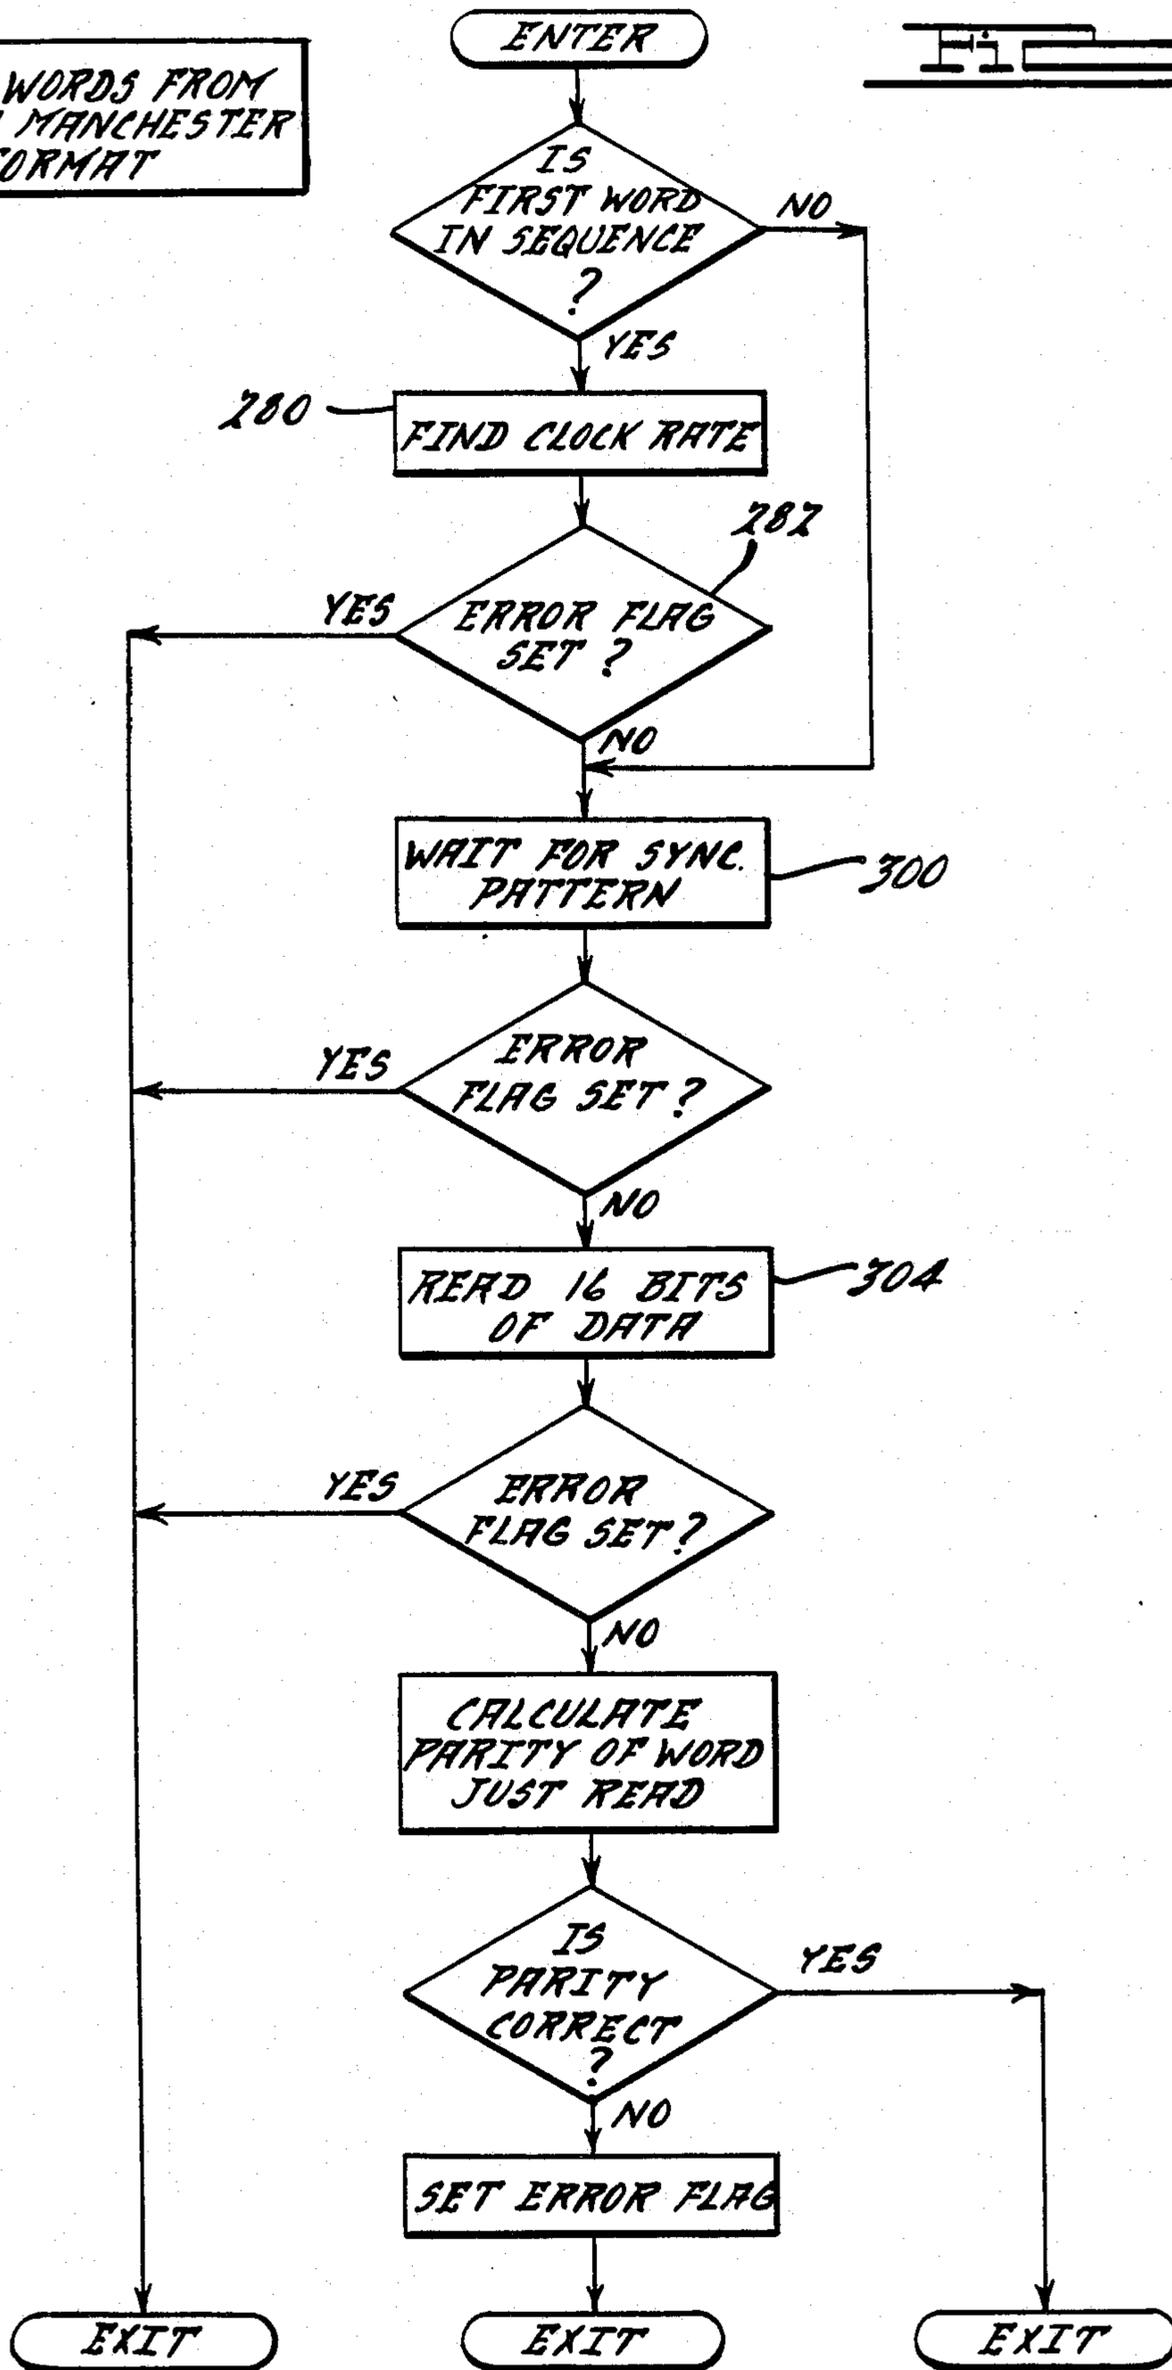 ENTER
WORDS FROM
MANCHESTER
FORMAT
IS
FIRST WORD
IN SEQUENCE
?
NO
YES
280
FIND CLOCK RATE
282
YES
ERROR FLAG
SET ?
NO
WAIT FOR SYNC.
PATTERN
300
YES
ERROR
FLAG SET ?
NO
READ 16 BITS
OF DATA
304
YES
ERROR
FLAG SET ?
NO
CALCULATE
PARITY OF WORD
JUST READ
IS
PARITY
CORRECT
?
YES
NO
SET ERROR FLAG
EXIT
EXIT
EXIT